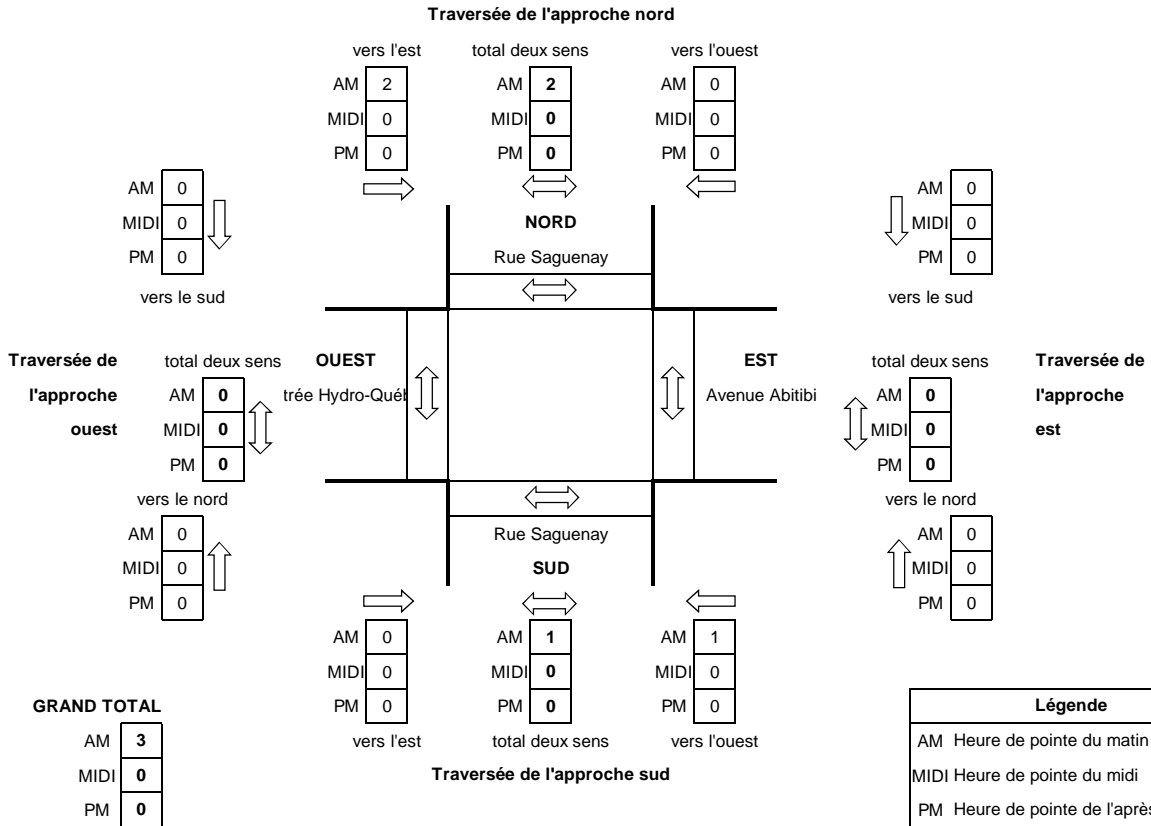 Traversée de l'approche nord
vers l'est total deux sens vers l'ouest
AM 2 AM 2 AM 0
MIDI 0 MIDI 0 MIDI 0
PM 0 PM 0 PM 0
AM 0 AM 0
MIDI 0 NORD MIDI 0
PM 0 Rue Saguenay PM 0
vers le sud vers le sud
Traversée de total deux sens OUEST EST total deux sens Traversée de
l'approche AM 0 trée Hydro-Québ Avenue Abitibi AM 0 l'approche
ouest MIDI 0 MIDI 0 est
PM 0 PM 0
vers le nord vers le nord
AM 0 Rue Saguenay AM 0
MIDI 0 SUD MIDI 0
PM 0 PM 0
AM 0 AM 1 AM 1
MIDI 0 MIDI 0 MIDI 0
PM 0 PM 0 PM 0
vers l'est total deux sens vers l'ouest
Traversée de l'approche sud
GRAND TOTAL
AM 3
MIDI 0
PM 0
Légende
AM Heure de pointe du matin
MIDI Heure de pointe du midi
PM Heure de pointe de l'après